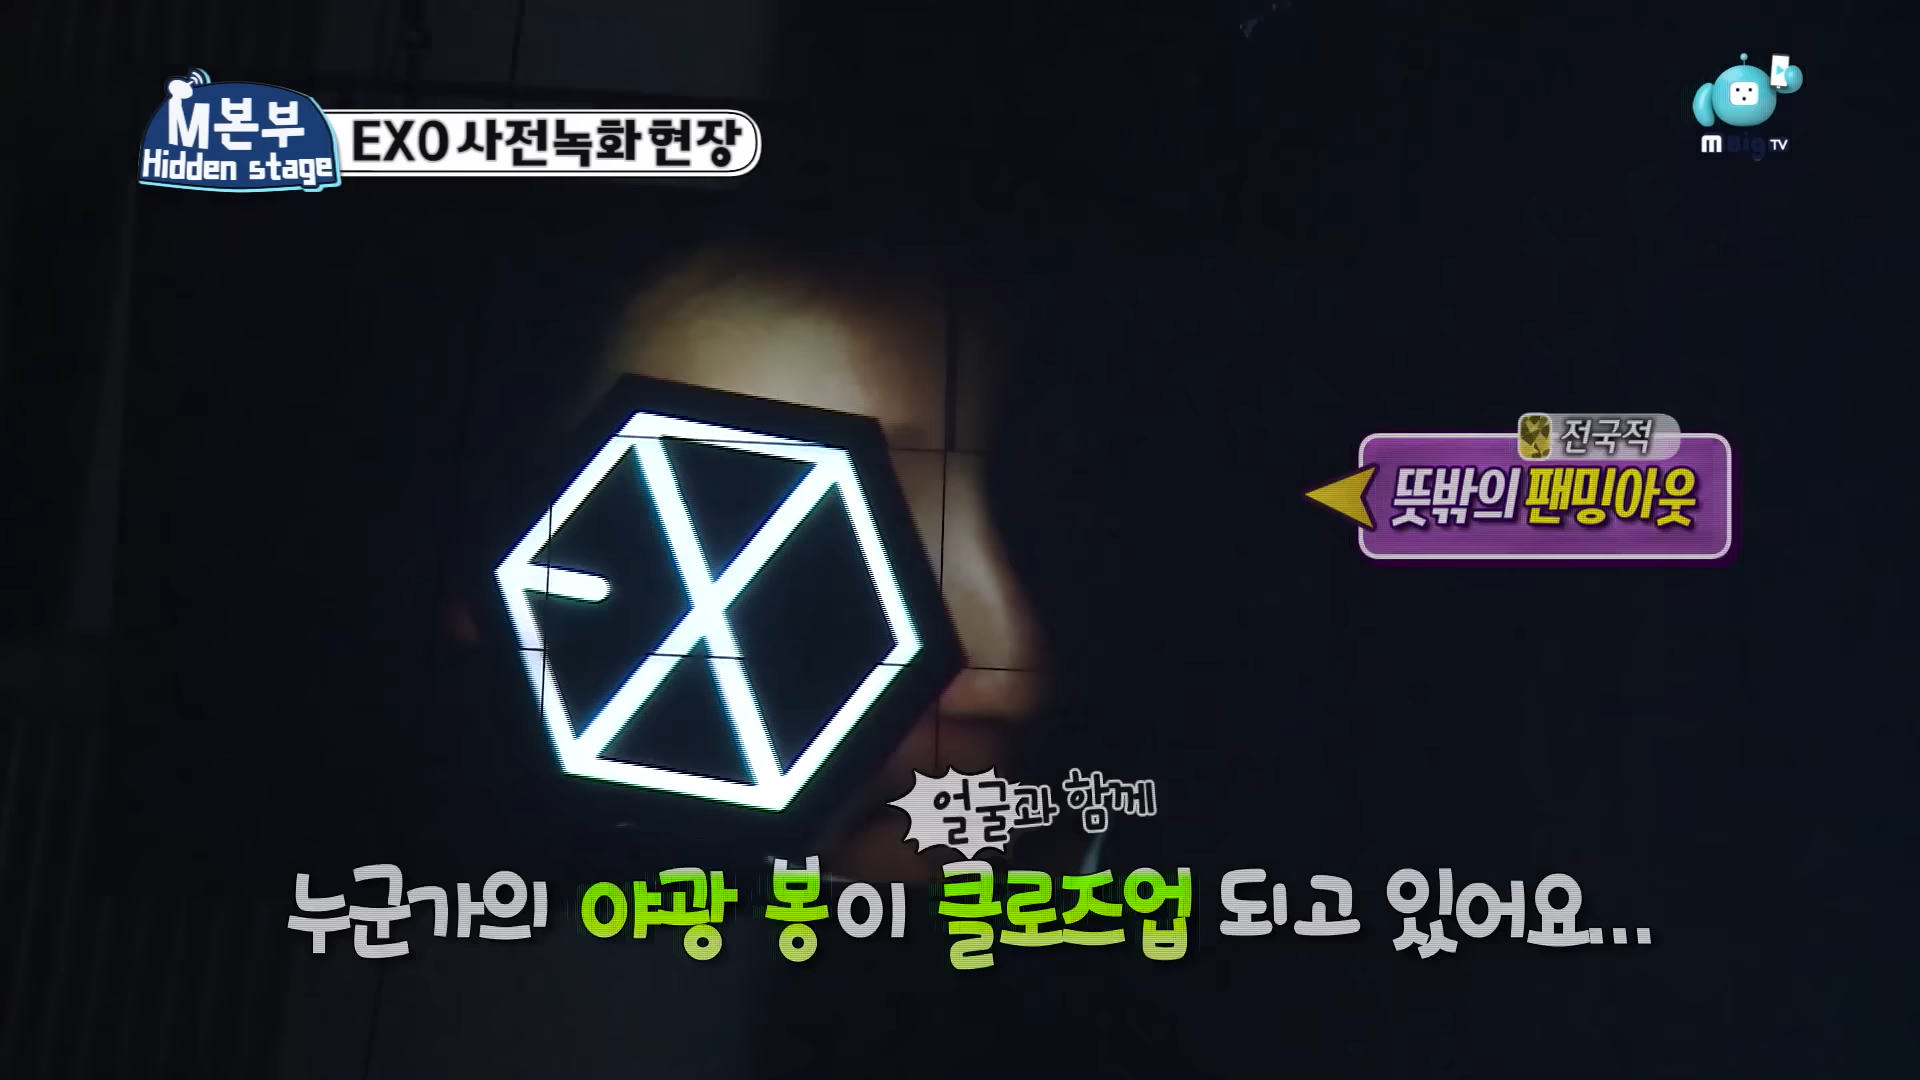 M본부
Hidden stage
EXO 사전녹화 현장
M Big TV
전국적
뜻밖의 팬밍아웃
얼굴과 함께
누군가의 야광 봉이 클로즈업 되고 있어요...